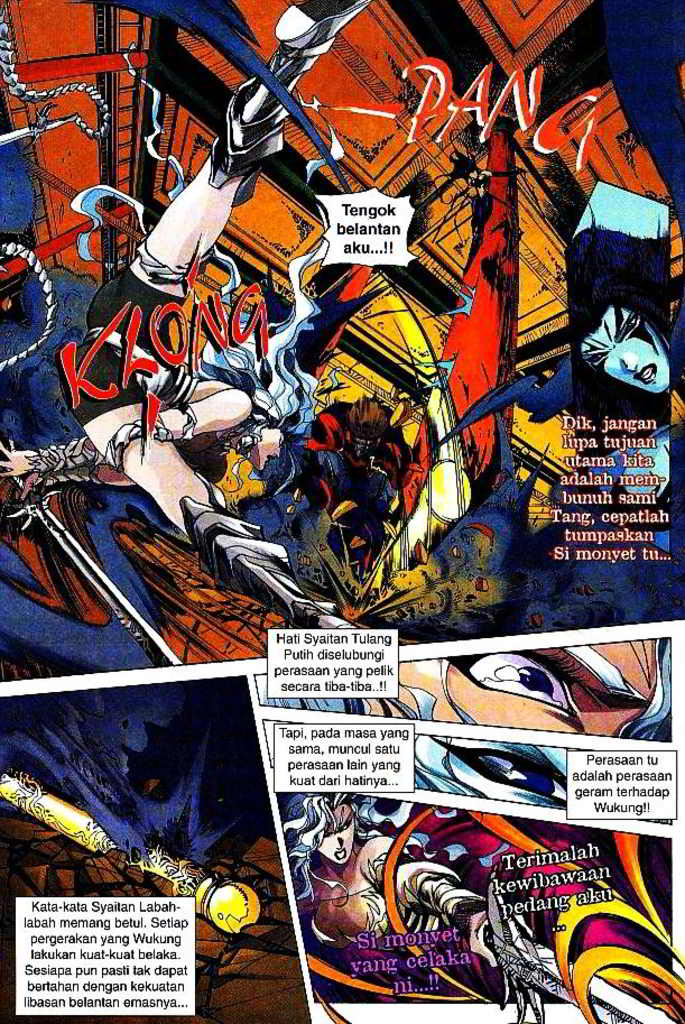 PANG
Tengok
belantan
aku...!!
KLONG
Dik, jangan
lupa tujuan
utama kita
adalah mem-
bunuh sami
Tang, cepatlah
tumpaskan
Si monyet tu...
Hati Syaitan Tulang
Putih diselubungi
perasaan yang pelik
secara tiba-tiba..!!
Tapi, pada masa yang
sama, muncul satu
perasaan lain yang
kuat dari hatinya...
Perasaan tu
adalah perasaan
geram terhadap
Wukung!!
Kata-kata Syaitan Labah-
labah memang betul. Setiap
pergerakan yang Wukung
lakukan kuat-kuat belaka.
Sesiapa pun pasti tak dapat
bertahan dengan kekuatan
libasan belantan emasnya...
Terimalah
kewibawaan
pedang aku
...
Si monyet
yang celaka
ni...!!